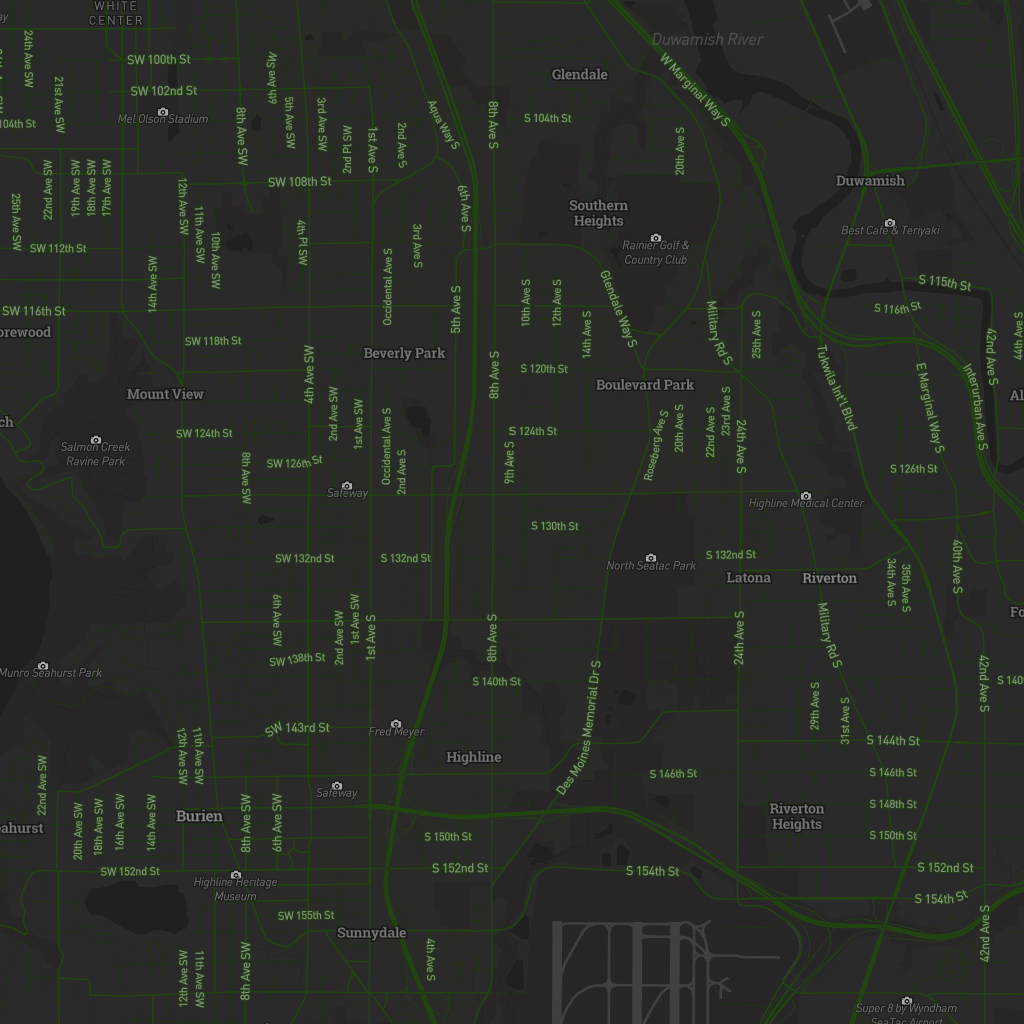 WHITE
CENTER
Duwamish River
SW 100th St
Glendale
24th Ave SW
6th Ave SW
W Marginal Way S
21st Ave SW
SW 102nd St
Mel Olson Stadium
104th St
8th Ave SW
5th Ave SW
3rd Ave SW
2nd Pl SW
1st Ave S
2nd Ave S
Aqua Way S
8th Ave S
S 104th St
20th Ave S
22nd Ave SW
19th Ave SW
18th Ave SW
17th Ave SW
SW 108th St
Duwamish
25th Ave SW
12th Ave SW
11th Ave SW
10th Ave SW
4th Pl SW
3rd Ave S
6th Ave S
Southern
Heights
Best Cafe & Teriyaki
Rainier Golf &
Country Club
SW 112th St
14th Ave SW
Occidental Ave S
5th Ave S
10th Ave S
12th Ave S
14th Ave S
Glendale Way S
S 115th St
S 116th St
SW 116th St
Military Rd S
25th Ave S
42nd Ave S
44th Ave S
SW 118th St
Beverly Park
4th Ave SW
8th Ave S
S 120th St
Boulevard Park
Tukwila Int'l Blvd
E Marginal Way S
Interurban Ave S
Mount View
2nd Ave SW
1st Ave SW
Occidental Ave S
2nd Ave S
9th Ave S
S 124th St
Roseberg Ave S
20th Ave S
22nd Ave S
23rd Ave S
24th Ave S
SW 124th St
Salmon Creek
Ravine Park
SW 126th St
8th Ave SW
Safeway
S 126th St
Highline Medical Center
S 130th St
SW 132nd St
S 132nd St
North Seatac Park
S 132nd St
Latona
Riverton
34th Ave S
35th Ave S
40th Ave S
6th Ave SW
2nd Ave SW
1st Ave SW
1st Ave S
8th Ave S
24th Ave S
Military Rd S
SW 138th St
Munro Seahurst Park
S 140th St
42nd Ave S
Des Moines Memorial Dr S
29th Ave S
31st Ave S
SW 143rd St
Fred Meyer
12th Ave SW
11th Ave SW
S 144th St
Highline
22nd Ave SW
S 146th St
S 146th St
Safeway
20th Ave SW
18th Ave SW
16th Ave SW
14th Ave SW
Burien
8th Ave SW
6th Ave SW
Riverton
Heights
S 148th St
S 150th St
S 150th St
SW 152nd St
S 152nd St
S 154th St
S 152nd St
Highline Heritage
Museum
S 154th St
SW 155th St
Sunnydale
42nd Ave S
12th Ave SW
11th Ave SW
8th Ave SW
4th Ave S
Super 8 by Wyndham
SeaTac Airport